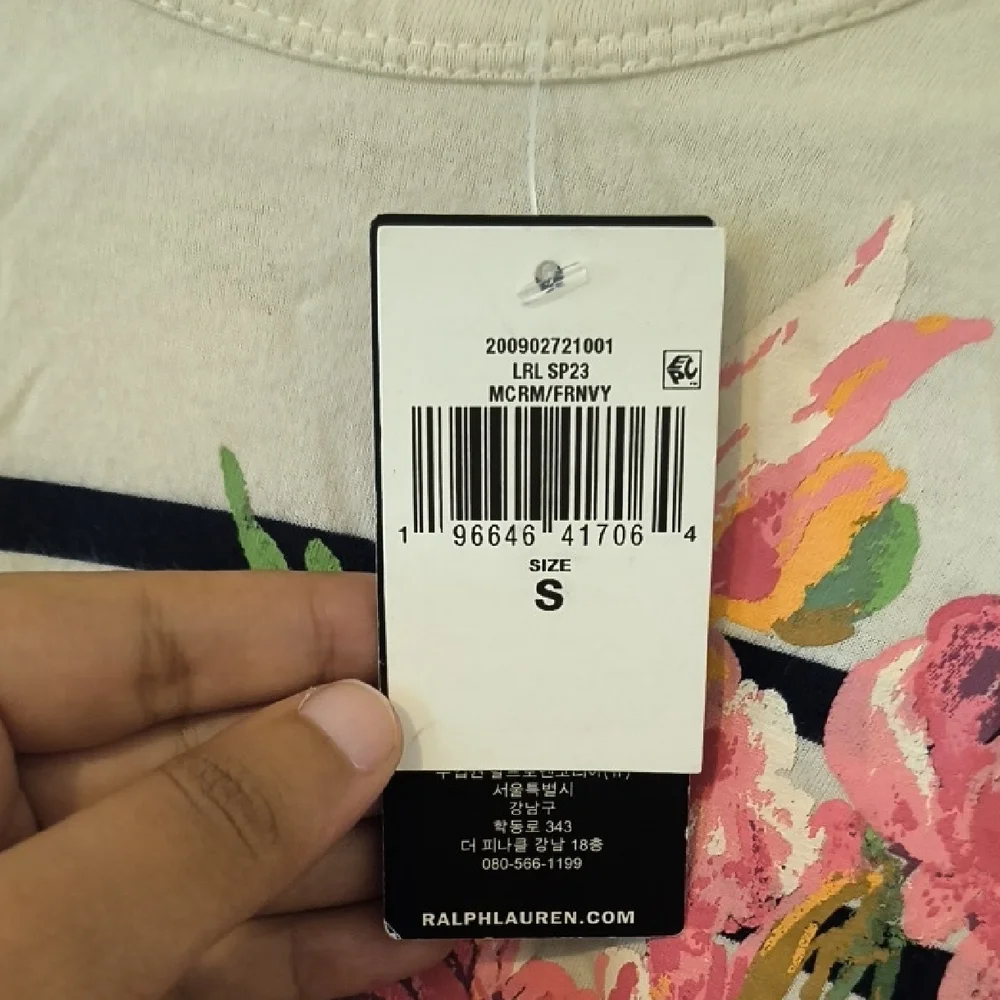 200902721001
LRL SP23
MCRM/FRNVY
EPC
1 96646 41706 4
SIZE
S
서울특별시
강남구
학동로 343
더 피나클 강남 18층
080-566-1199
RALPHLAUREN.COM